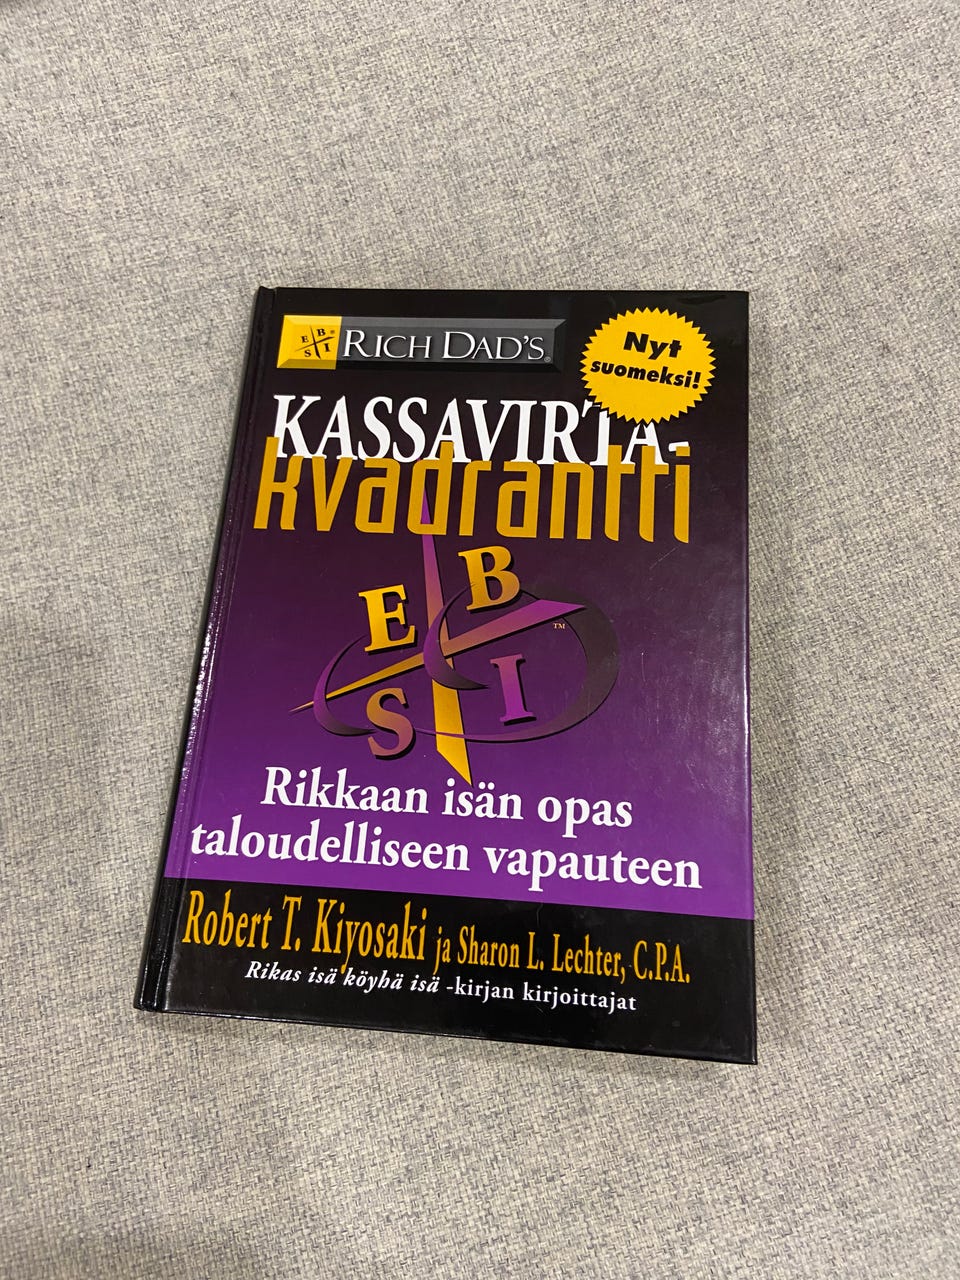 E B ®
S I
RICH DAD'S®
Nyt
suomeksi!
KASSAVIRTA-
kvadrantti
E B
S I
™
Rikkaan isän opas
taloudelliseen vapauteen
Robert T. Kiyosaki ja Sharon L. Lechter, C.P.A.
Rikas isä köyhä isä -kirjan kirjoittajat